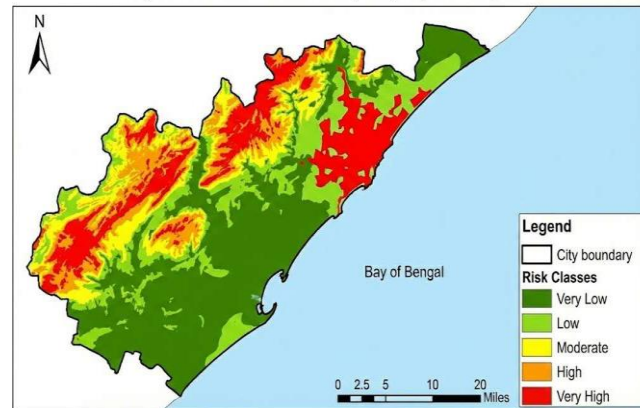 N
Bay of Bengal
Legend
City boundary
Risk Classes
Very Low
Low
Moderate
High
Very High
0 2.5 5 10 20
Miles